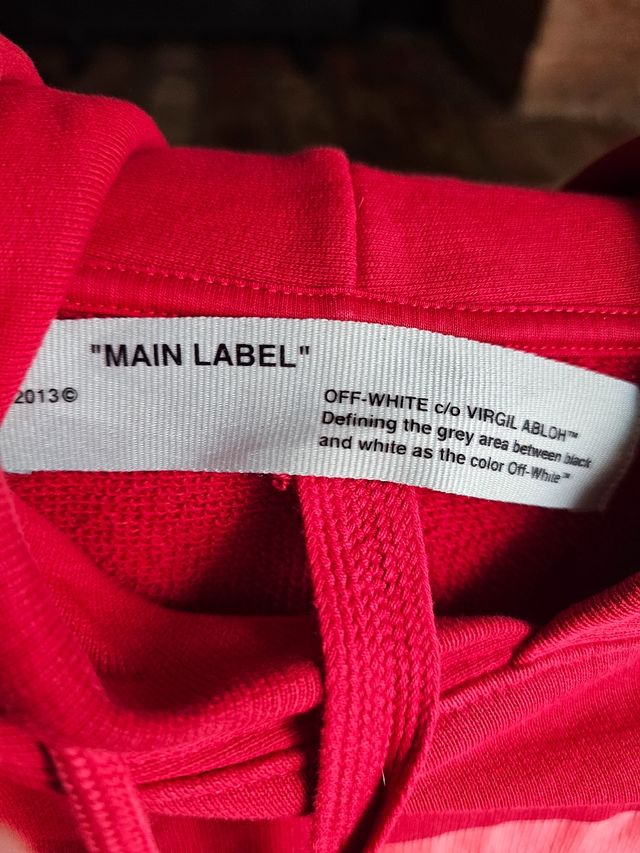 "MAIN LABEL"
2013©
OFF-WHITE c/o VIRGIL ABLOH™
Defining the grey area between black
and white as the color Off-White™